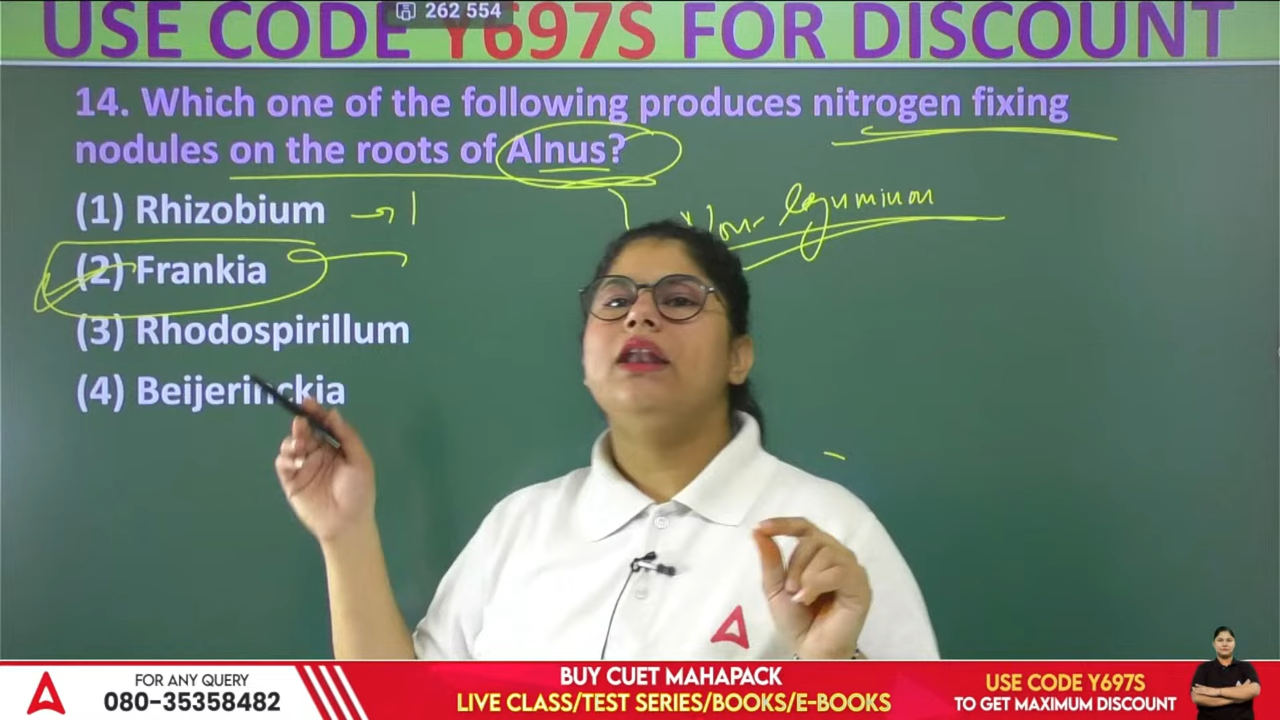 USE CODE Y697S FOR DISCOUNT
262 554
14. Which one of the following produces nitrogen fixing
nodules on the roots of Alnus?
(1) Rhizobium
(2) Frankia
(3) Rhodospirillum
(4) Beijerinckia
FOR ANY QUERY
080-35358482
BUY CUET MAHAPACK
LIVE CLASS/TEST SERIES/BOOKS/E-BOOKS
USE CODE Y697S
TO GET MAXIMUM DISCOUNT